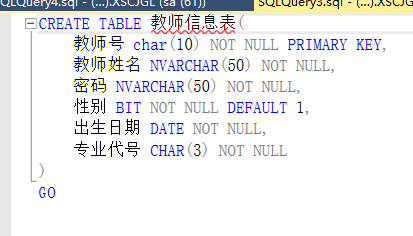 SQLQuery4.sql - (...).XSCJGL (sa (61)) SQLQuery3.sql - (...).XSCJGL
CREATE TABLE 教师信息表(
教师号 char(10) NOT NULL PRIMARY KEY,
教师姓名 NVARCHAR(50) NOT NULL,
密码 NVARCHAR(50) NOT NULL,
性别 BIT NOT NULL DEFAULT 1,
出生日期 DATE NOT NULL,
专业代号 CHAR(3) NOT NULL
)
GO